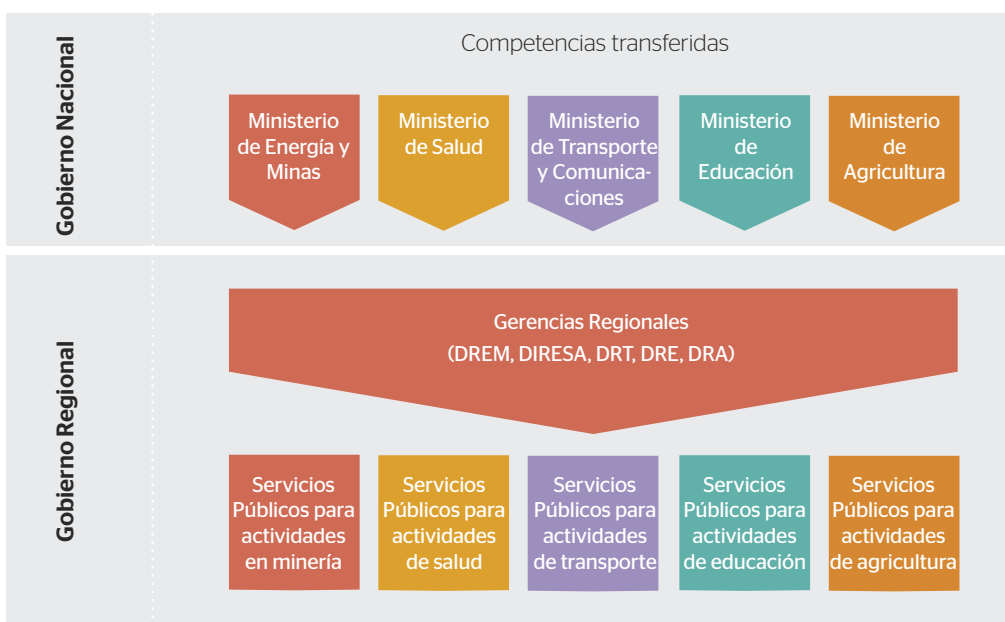 Gobierno Nacional
Competencias transferidas
Ministerio
de Energía y
Minas
Ministerio
de Salud
Ministerio
de Transporte
y Comunica-
ciones
Ministerio
de
Educación
Ministerio
de
Agricultura
Gobierno Regional
Gerencias Regionales
(DREM, DIRESA, DRT, DRE, DRA)
Servicios
Públicos para
actividades
en minería
Servicios
Públicos para
actividades
de salud
Servicios
Públicos para
actividades
de transporte
Servicios
Públicos para
actividades
de educación
Servicios
Públicos para
actividades
de agricultura